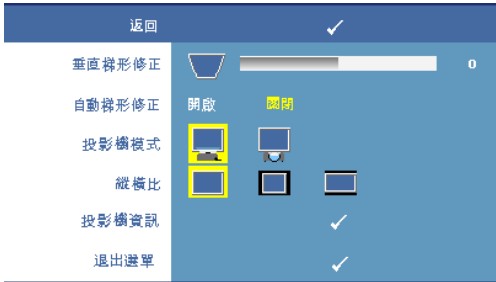 返回
垂直梯形修正 0
自動梯形修正 開啟 關閉
投影機模式
縱橫比
投影機資訊
退出選單